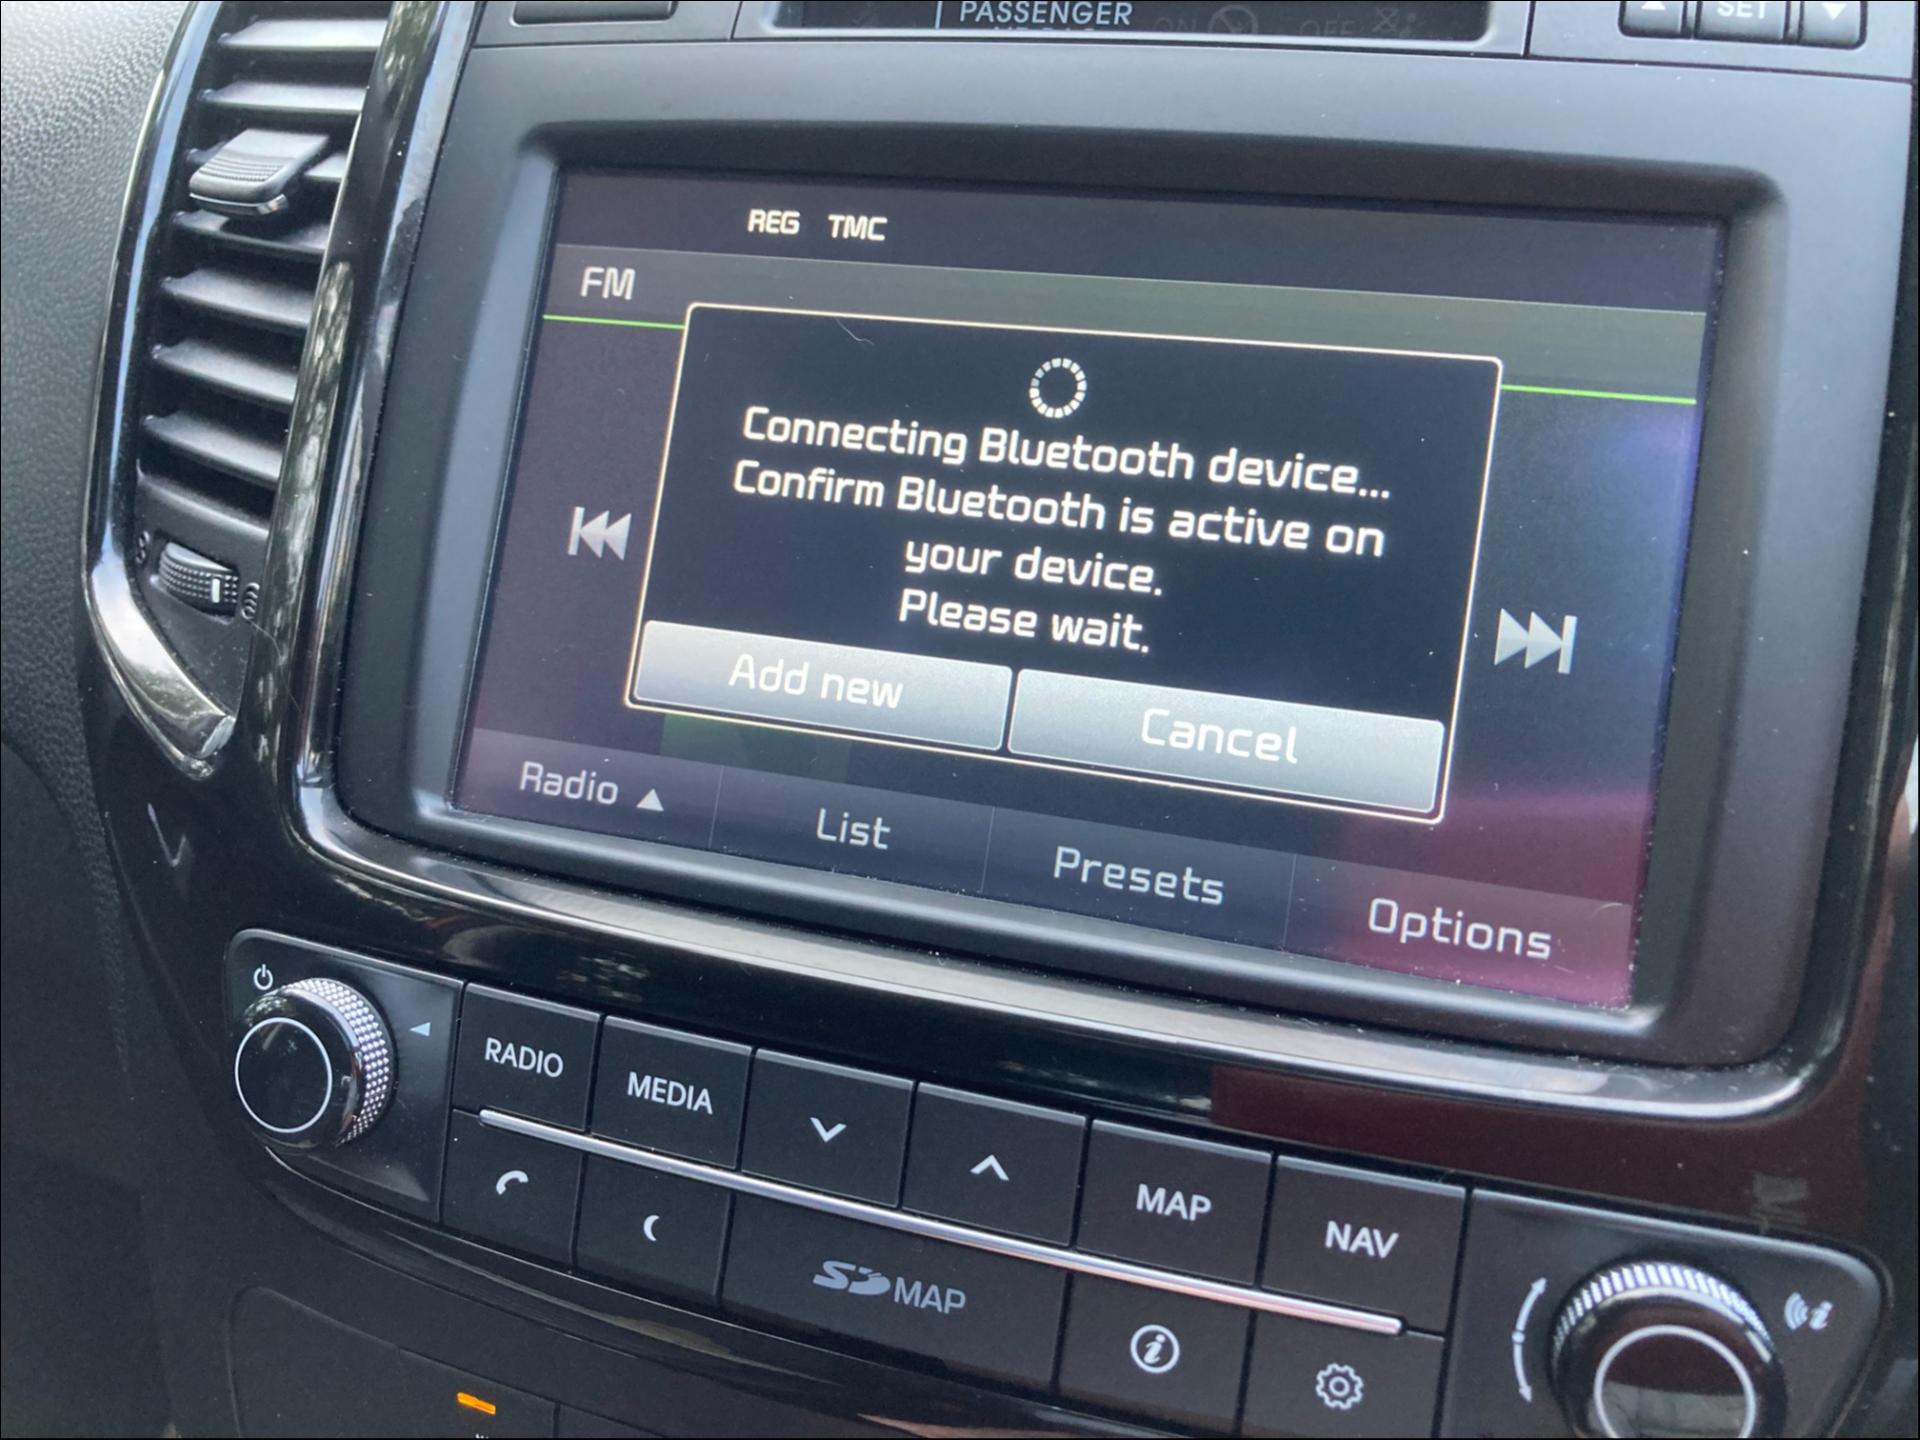 PASSENGER
SET
REG TMC
FM
Connecting Bluetooth device...
Confirm Bluetooth is active on
your device.
Please wait.
Add new
Cancel
Radio ▲
List
Presets
Options
RADIO
MEDIA
MAP
NAV
SD MAP